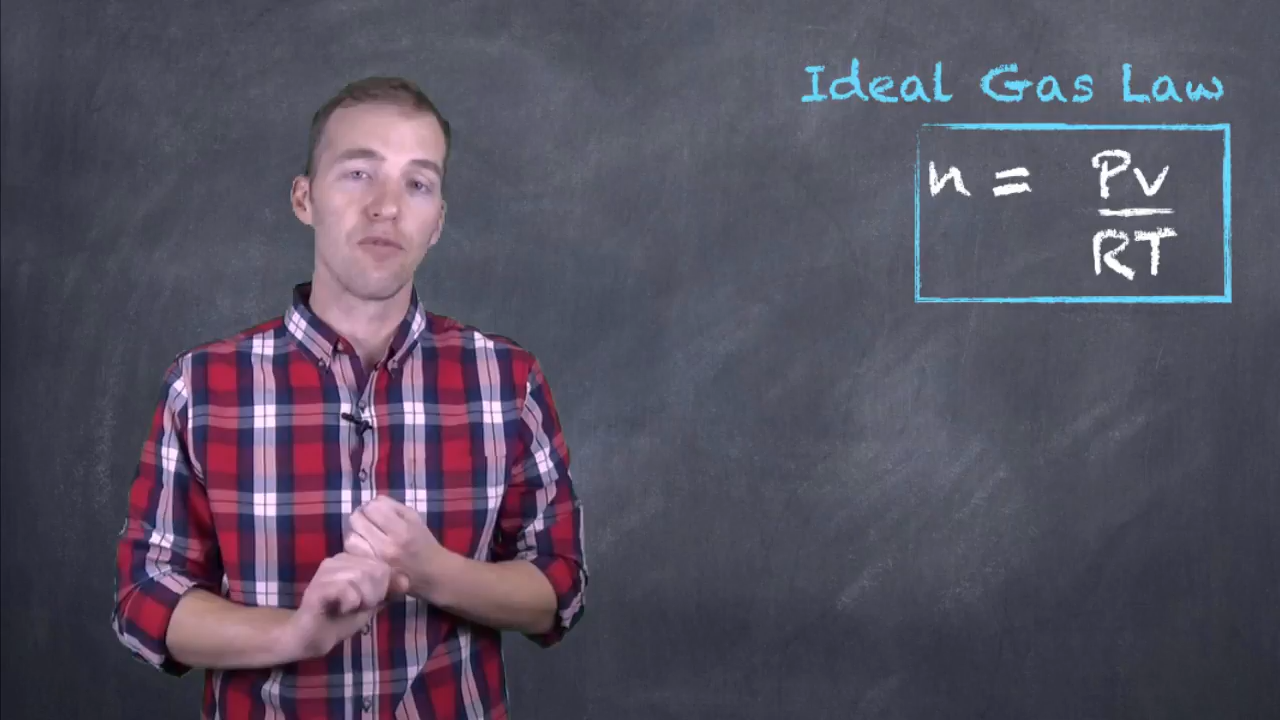 Ideal Gas Law
n = Pv
RT